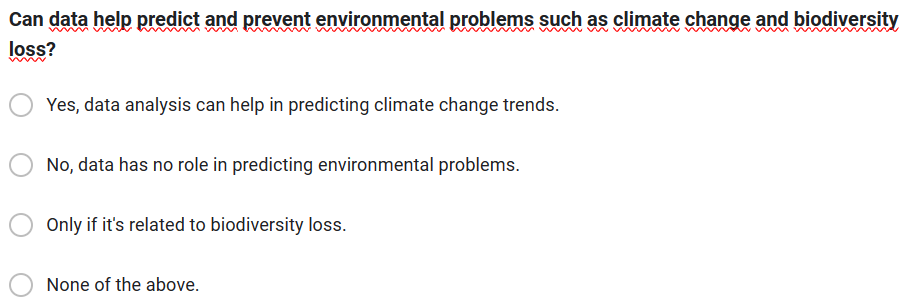 Can data help predict and prevent environmental problems such as climate change and biodiversity
loss?
Yes, data analysis can help in predicting climate change trends.
No, data has no role in predicting environmental problems.
Only if it's related to biodiversity loss.
None of the above.